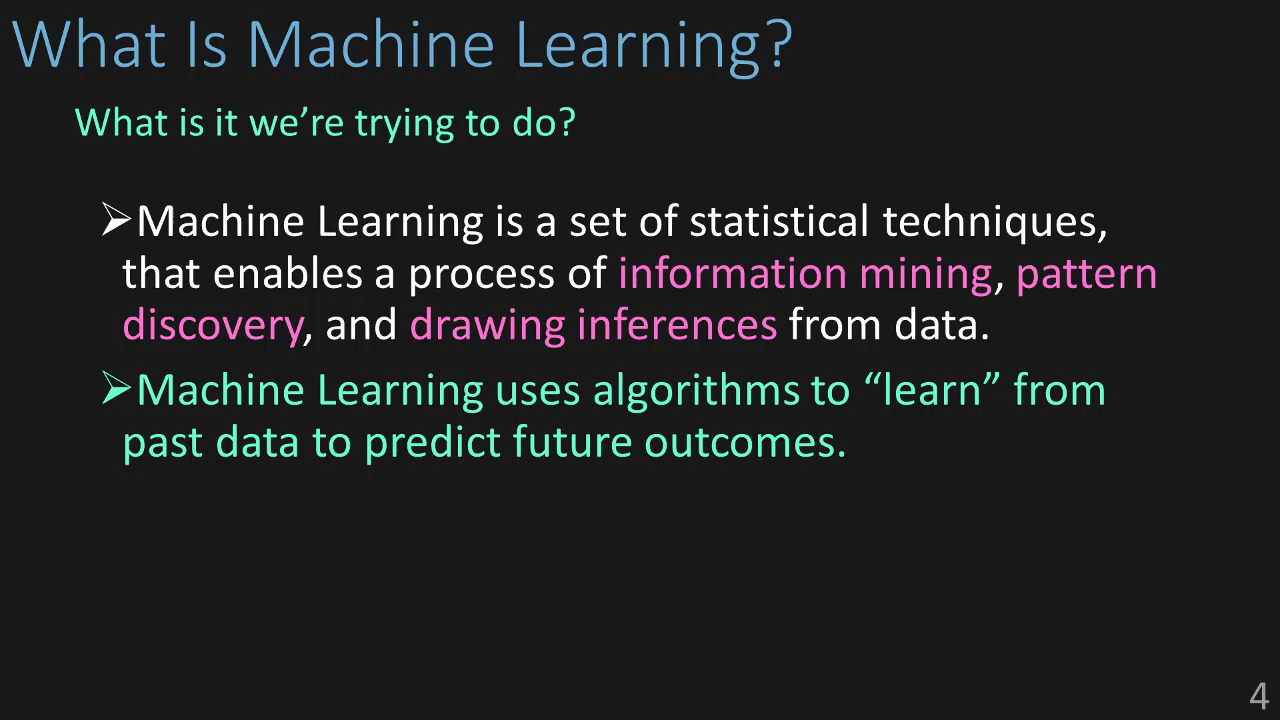 What Is Machine Learning?
What is it we’re trying to do?
➢Machine Learning is a set of statistical techniques,
that enables a process of information mining, pattern
discovery, and drawing inferences from data.
➢Machine Learning uses algorithms to “learn” from
past data to predict future outcomes.
4